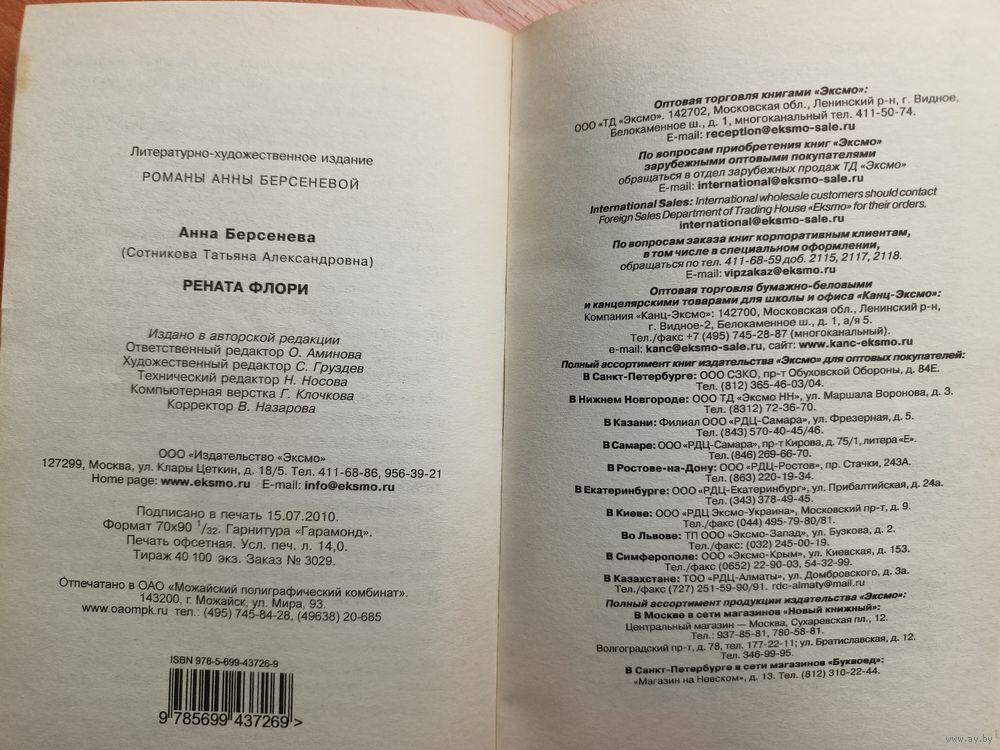 Литературно-художественное издание
РОМАНЫ АННЫ БЕРСЕНЕВОЙ
Анна Берсенева
(Сотникова Татьяна Александровна)
РЕНАТА ФЛОРИ
Издано в авторской редакции
Ответственный редактор О. Аминова
Художественный редактор С. Груздев
Технический редактор Н. Носова
Компьютерная верстка Г. Клочкова
Корректор В. Назарова
ООО «Издательство «Эксмо»
127299, Москва, ул. Клары Цеткин, д. 18/5. Тел. 411-68-86, 956-39-21
Home page: www.eksmo.ru E-mail: info@eksmo.ru
Подписано в печать 15.07.2010.
Формат 70x90 1/32. Гарнитура «Гарамонд».
Печать офсетная. Усл. печ. л. 14,0.
Тираж 40 100 экз. Заказ № 3029.
Отпечатано в ОАО «Можайский полиграфический комбинат».
143200, г. Можайск, ул. Мира, 93.
www.oaompk.ru тел.: (495) 745-84-28, (49638) 20-685
ISBN 978-5-699-43726-9
9 785699 437269 >
Оптовая торговля книгами «Эксмо»:
ООО «ТД «Эксмо». 142702, Московская обл., Ленинский р-н, г. Видное,
Белокаменное ш., д. 1, многоканальный тел. 411-50-74.
E-mail: reception@eksmo-sale.ru
По вопросам приобретения книг «Эксмо»
зарубежными оптовыми покупателями
обращаться в отдел зарубежных продаж ТД «Эксмо»
E-mail: international@eksmo-sale.ru
International Sales: International wholesale customers should contact
Foreign Sales Department of Trading House «Eksmo» for their orders.
international@eksmo-sale.ru
По вопросам заказа книг корпоративным клиентам,
в том числе в специальном оформлении,
обращаться по тел. 411-68-59 доб. 2115, 2117, 2118.
E-mail: vipzakaz@eksmo.ru
Оптовая торговля бумажно-беловыми
и канцелярскими товарами для школы и офиса «Канц-Эксмо»:
Компания «Канц-Эксмо»: 142700, Московская обл., Ленинский р-н,
г. Видное-2, Белокаменное ш., д. 1, а/я 5.
Тел./факс +7 (495) 745-28-87 (многоканальный).
e-mail: kanc@eksmo-sale.ru, сайт: www.kanc-eksmo.ru
Полный ассортимент книг издательства «Эксмо» для оптовых покупателей:
В Санкт-Петербурге: ООО СЗКО, пр-т Обуховской Обороны, д. 84Е.
Тел. (812) 365-46-03/04.
В Нижнем Новгороде: ООО ТД «Эксмо НН», ул. Маршала Воронова, д. 3.
Тел. (8312) 72-36-70.
В Казани: Филиал ООО «РДЦ-Самара», ул. Фрезерная, д. 5.
Тел. (843) 570-40-45/46.
В Самаре: ООО «РДЦ-Самара», пр-т Кирова, д. 75/1, литера «Е».
Тел. (846) 269-66-70.
В Ростове-на-Дону: ООО «РДЦ-Ростов», пр. Стачки, 243А.
Тел. (863) 220-19-34.
В Екатеринбурге: ООО «РДЦ-Екатеринбург», ул. Прибалтийская, д. 24а.
Тел. (343) 378-49-45.
В Киеве: ООО «РДЦ Эксмо-Украина», Московский пр-т, д. 9.
Тел./факс (044) 495-79-80/81.
Во Львове: ТП ООО «Эксмо-Запад», ул. Бузкова, д. 2.
Тел./факс: (032) 245-00-19.
В Симферополе: ООО «Эксмо-Крым», ул. Киевская, д. 153.
Тел./факс (0652) 22-90-03, 54-32-99.
В Казахстане: ТОО «РДЦ-Алматы», ул. Домбровского, д. 3а.
Тел./факс (727) 251-59-90/91. rdc-almaty@mail.ru
Полный ассортимент продукции издательства «Эксмо»:
В Москве в сети магазинов «Новый книжный»:
Центральный магазин — Москва, Сухаревская пл., 12.
Тел.: 937-85-81, 780-58-81.
Волгоградский пр-т, д. 78, тел. 177-22-11; ул. Братиславская, д. 12.
Тел. 346-99-95.
В Санкт-Петербурге в сети магазинов «Буквоед»:
«Магазин на Невском», д. 13. Тел. (812) 310-22-44.
www.ay.by